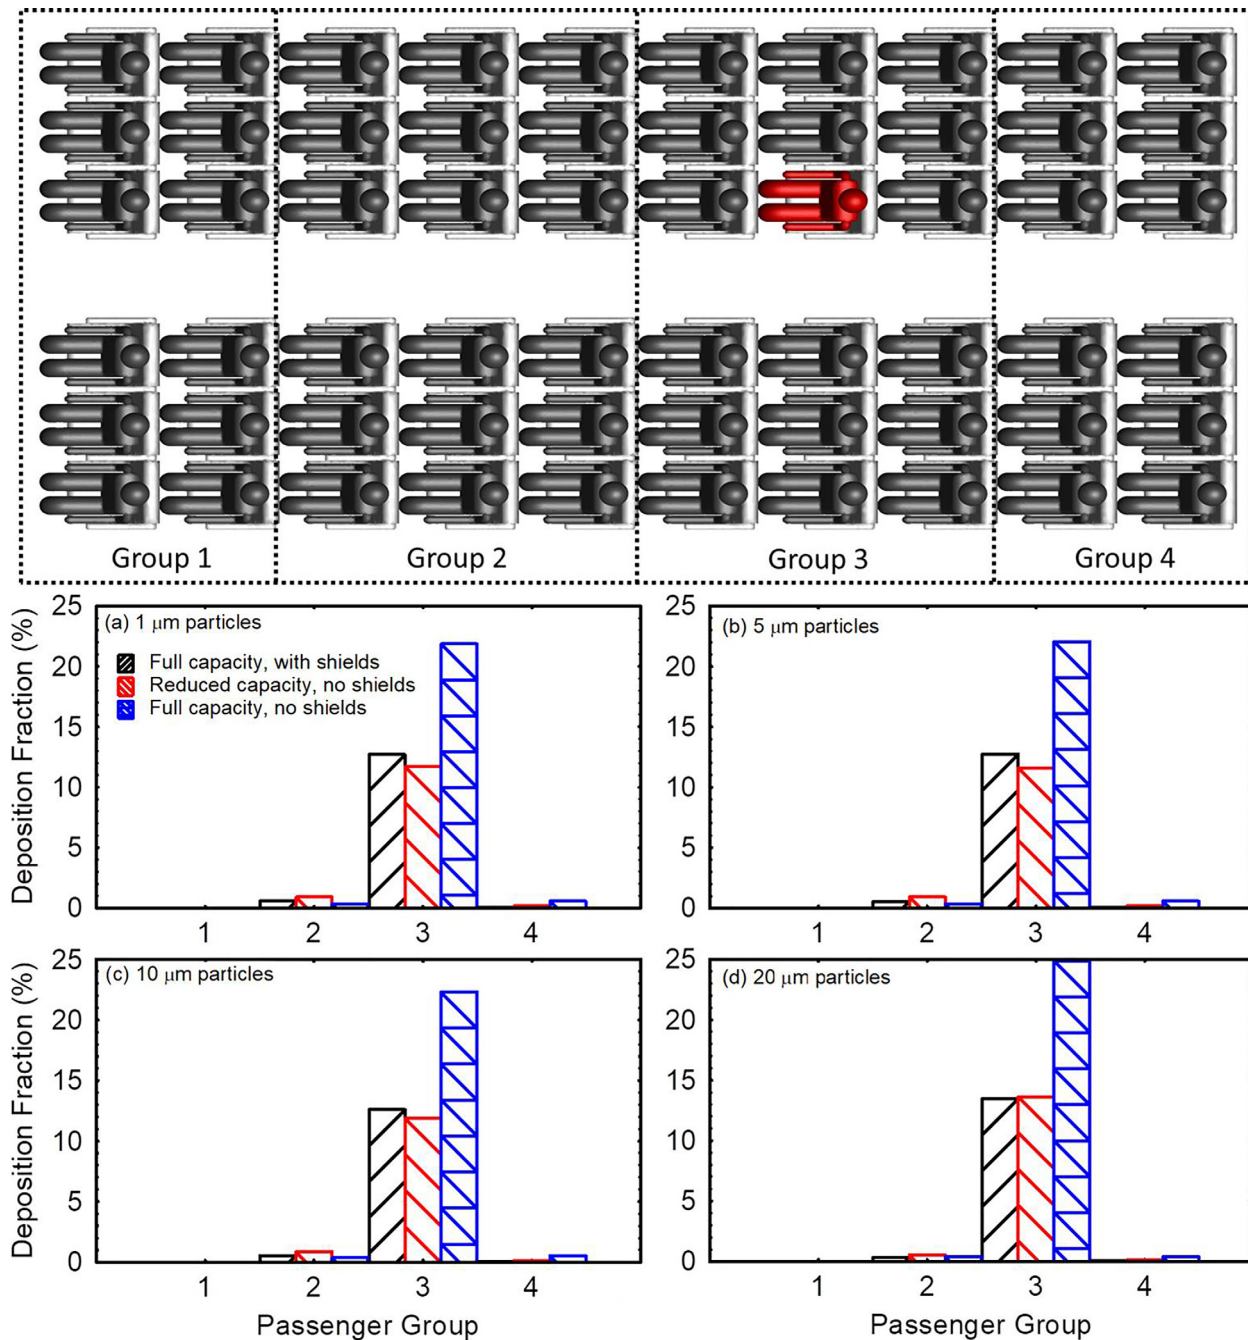 Group 1 Group 2 Group 3 Group 4
25 (a) 1 μm particles
20 Full capacity, with shields
Reduced capacity, no shields
15 Full capacity, no shields
10
5
0
1 2 3 4
Deposition Fraction (%)
25 (b) 5 μm particles
20
15
10
5
0
1 2 3 4
25 (c) 10 μm particles
20
15
10
5
0
1 2 3 4
Deposition Fraction (%)
Passenger Group
25 (d) 20 μm particles
20
15
10
5
0
1 2 3 4
Passenger Group